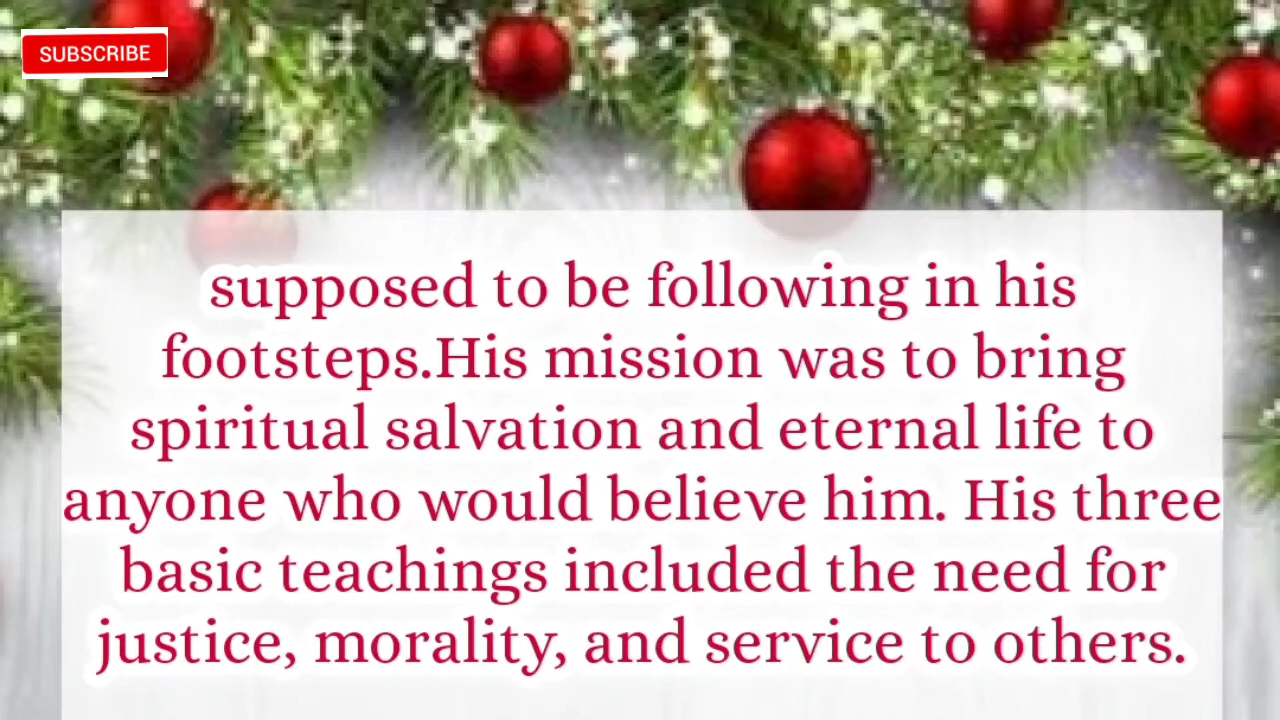 SUBSCRIBE
supposed to be following in his
footsteps.His mission was to bring
spiritual salvation and eternal life to
anyone who would believe him. His three
basic teachings included the need for
justice, morality, and service to others.